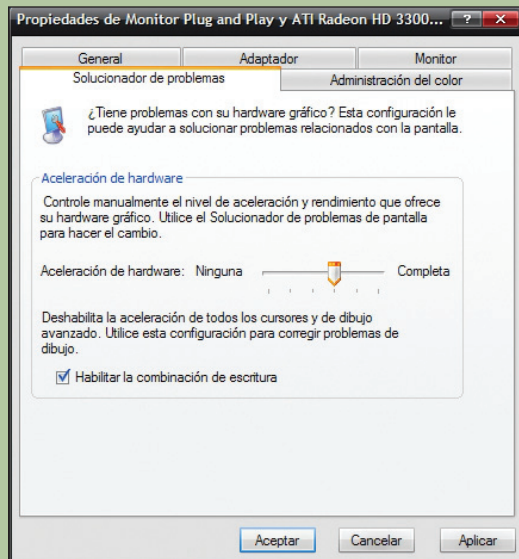 Propiedades de Monitor Plug and Play y ATI Radeon HD 3300...
General Adaptador Monitor
Solucionador de problemas Administración del color
¿Tiene problemas con su hardware gráfico? Esta configuración le
puede ayudar a solucionar problemas relacionados con la pantalla.
Aceleración de hardware
Controle manualmente el nivel de aceleración y rendimiento que ofrece
su hardware gráfico. Utilice el Solucionador de problemas de pantalla
para hacer el cambio.
Aceleración de hardware: Ninguna Completa
Deshabilita la aceleración de todos los cursores y de dibujo
avanzado. Utilice esta configuración para corregir problemas de
dibujo.
Habilitar la combinación de escritura
Aceptar Cancelar Aplicar